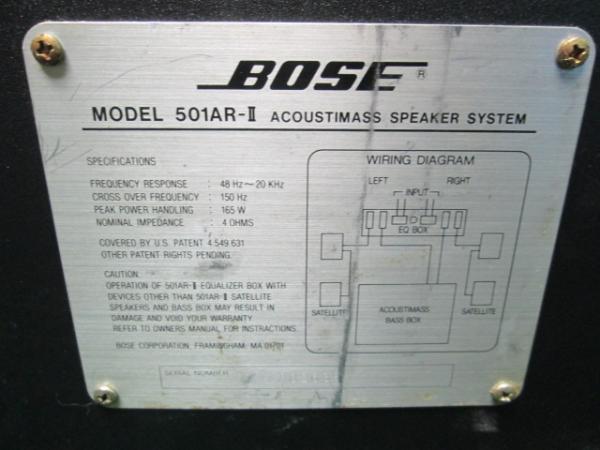 BOSE ®
MODEL 501AR-II ACOUSTIMASS SPEAKER SYSTEM
SPECIFICATIONS
FREQUENCY RESPONSE : 48 Hz~20 KHz
CROSS OVER FREQUENCY : 150 Hz
PEAK POWER HANDLING : 165 W
NOMINAL IMPEDANCE : 4 OHMS
COVERED BY U.S. PATENT 4.549.631
OTHER PATENT RIGHTS PENDING.
CAUTION:
OPERATION OF 501AR-II EQUALIZER BOX WITH
DEVICES OTHER THAN 501AR-II SATELLITE
SPEAKERS AND BASS BOX MAY RESULT IN
DAMAGE AND VOID YOUR WARRANTY
REFER TO OWNERS MANUAL FOR INSTRUCTIONS.
BOSE CORPORATION, FRAMINGHAM, MA 01701
WIRING DIAGRAM
LEFT RIGHT
INPUT
EQ BOX
SATELLITE
ACOUSTIMASS
BASS BOX
SATELLITE
SERIAL NUMBER